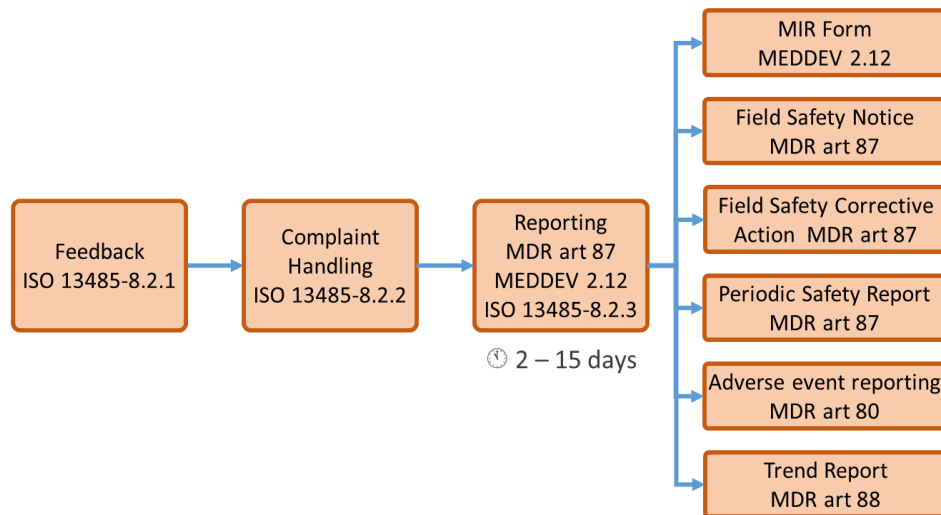 Feedback
ISO 13485-8.2.1
Complaint
Handling
ISO 13485-8.2.2
Reporting
MDR art 87
MEDDEV 2.12
ISO 13485-8.2.3
2 – 15 days
MIR Form
MEDDEV 2.12
Field Safety Notice
MDR art 87
Field Safety Corrective
Action MDR art 87
Periodic Safety Report
MDR art 87
Adverse event reporting
MDR art 80
Trend Report
MDR art 88